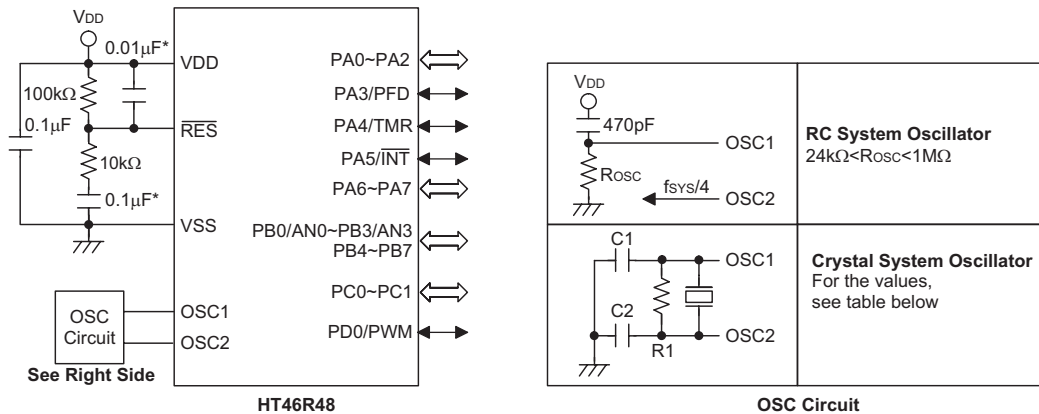 VDD
0.01μF*
VDD
100kΩ
0.1μF
RES
10kΩ
0.1μF*
VSS
OSC
Circuit
OSC1
OSC2
See Right Side
PA0~PA2
PA3/PFD
PA4/TMR
PA5/INT
PA6~PA7
PB0/AN0~PB3/AN3
PB4~PB7
PC0~PC1
PD0/PWM
HT46R48
VDD
470pF
OSC1
ROSC
fSYS/4
OSC2
RC System Oscillator
24kΩ<ROSC<1MΩ
C1
OSC1
C2
R1
OSC2
Crystal System Oscillator
For the values,
see table below
OSC Circuit